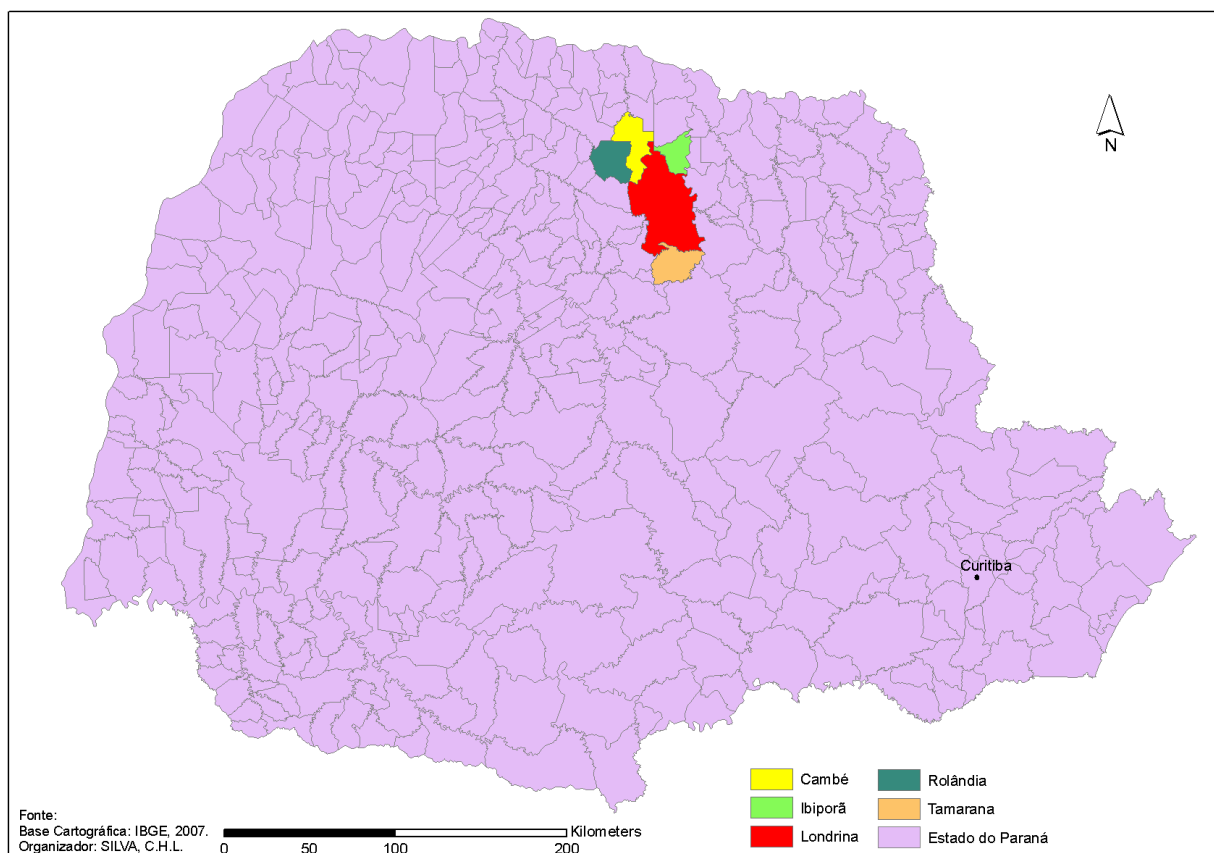 N
Curitiba
Cambé
Rolândia
Ibiporã
Tamarana
Londrina
Estado do Paraná
Fonte:
Base Cartográfica: IBGE, 2007.
Organizador: SILVA, C.H.L.
Kilometers
0 50 100 200